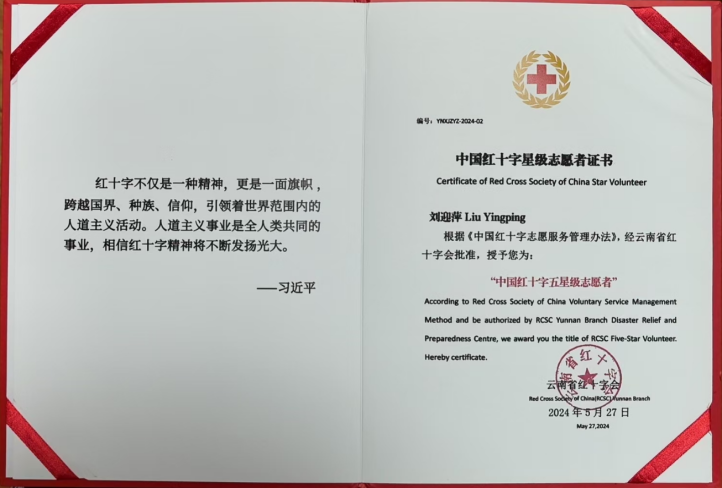 红十字不仅是一种精神，更是一面旗帜，
跨越国界、种族、信仰，引领着世界范围内的
人道主义活动。人道主义事业是全人类共同的
事业，相信红十字精神将不断发扬光大。
——习近平
编号：YNXJZYZ-2024-02
中国红十字星级志愿者证书
Certificate of Red Cross Society of China Star Volunteer
刘迎萍 Liu Yingping
根据《中国红十字志愿服务管理办法》，经云南省红
十字会批准，授予您为：
“中国红十字五星级志愿者”
According to Red Cross Society of China Voluntary Service Management
Method and be authorized by RCSC Yunnan Branch Disaster Relief and
Preparedness Centre, we award you the title of RCSC Five-Star Volunteer.
Hereby certificate.
云南省红十字会
云南省红十字会
Red Cross Society of China(RCSC) Yunnan Branch
2024 年 5 月 27 日
May 27,2024